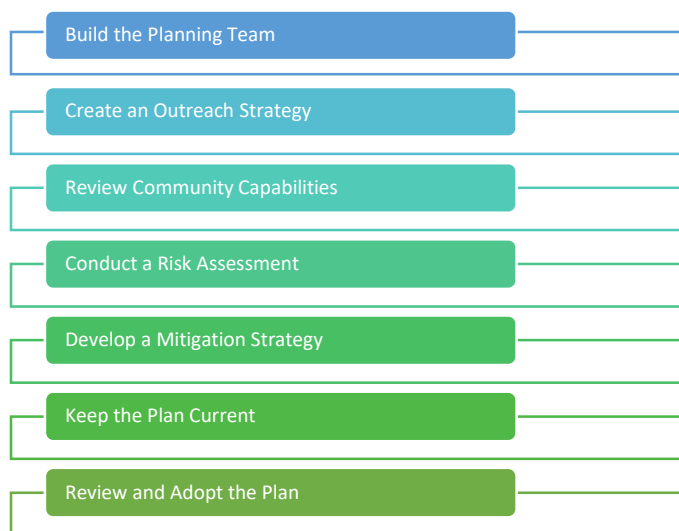 Build the Planning Team
Create an Outreach Strategy
Review Community Capabilities
Conduct a Risk Assessment
Develop a Mitigation Strategy
Keep the Plan Current
Review and Adopt the Plan